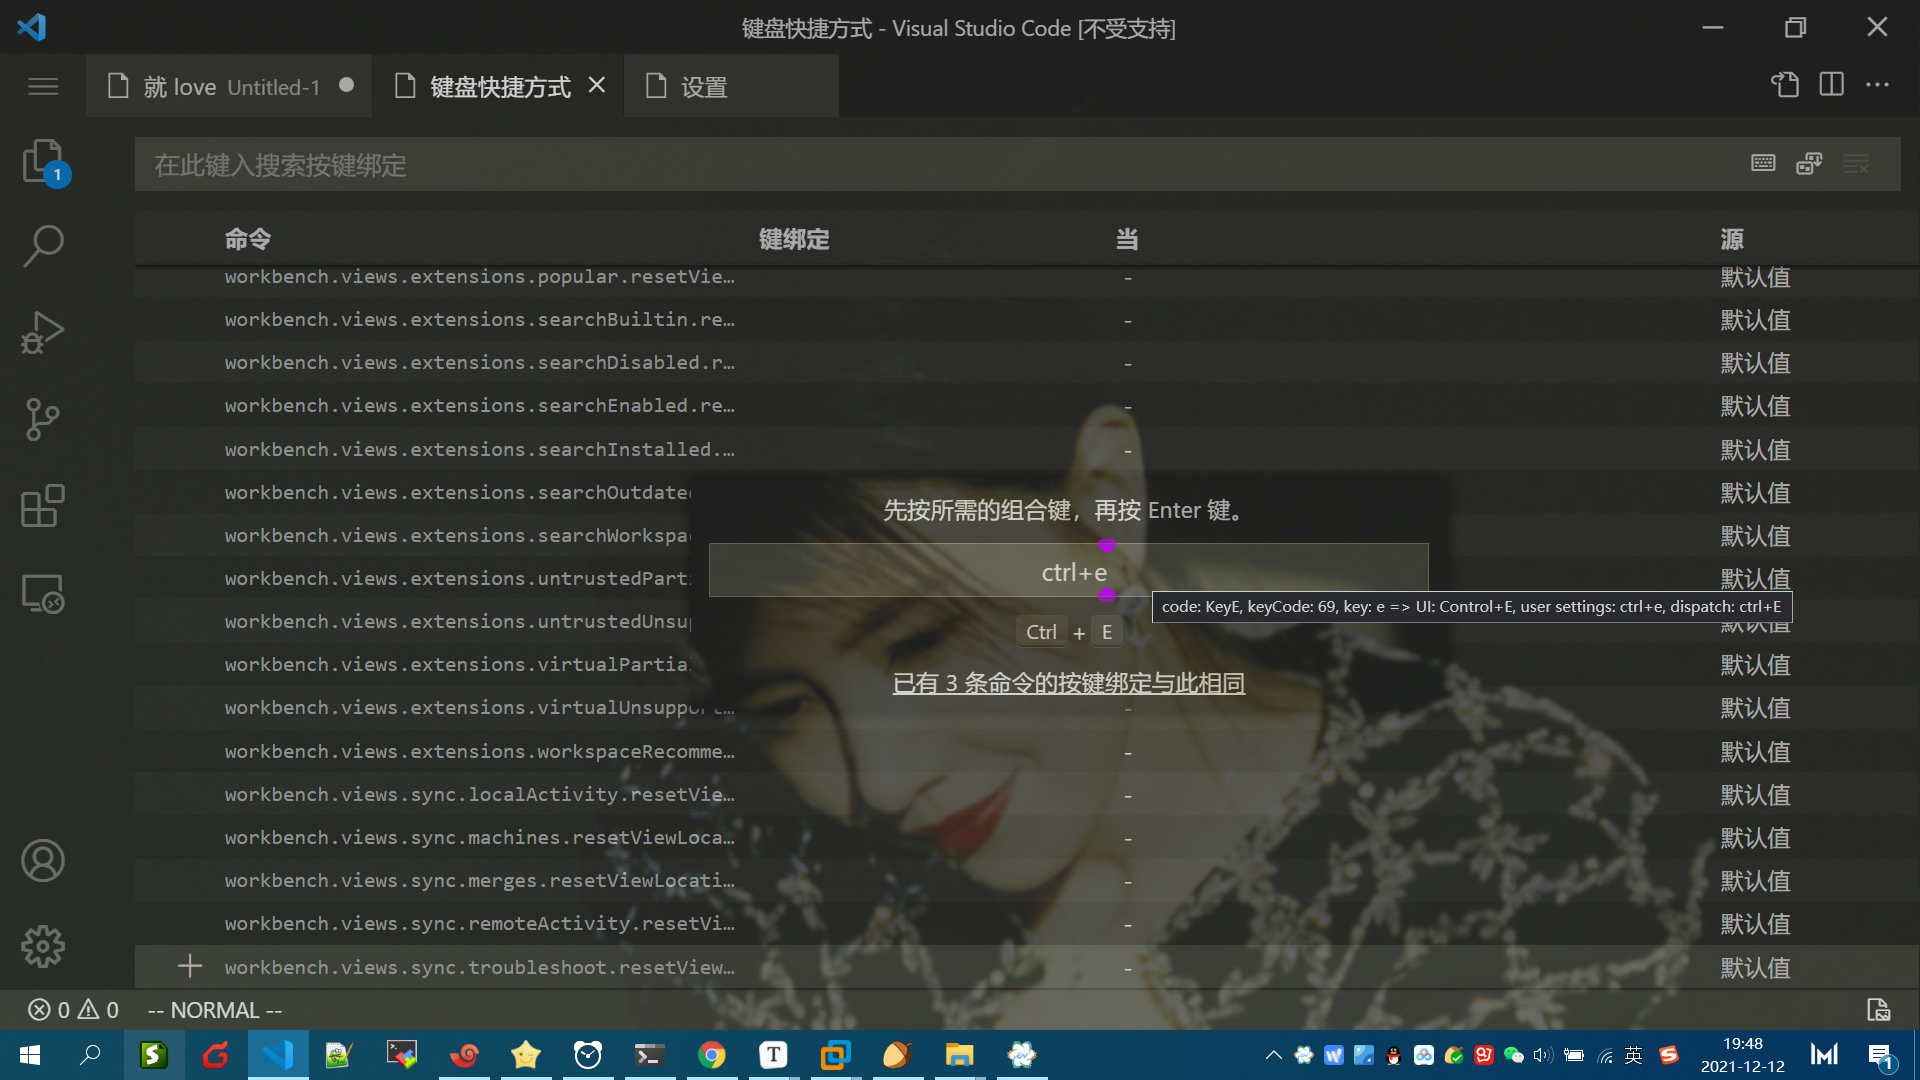 键盘快捷方式 - Visual Studio Code [不受支持]
就 love Untitled-1
键盘快捷方式
设置
1
在此键入搜索按键绑定
命令 键绑定 当 源
workbench.views.extensions.popular.resetVie… - 默认值
workbench.views.extensions.searchBuiltin.re… - 默认值
workbench.views.extensions.searchDisabled.r… - 默认值
workbench.views.extensions.searchEnabled.re… - 默认值
workbench.views.extensions.searchInstalled.… - 默认值
workbench.views.extensions.searchOutdated 默认值
workbench.views.extensions.searchWorkspa 默认值
workbench.views.extensions.untrustedParti 默认值
workbench.views.extensions.untrustedUnsup 默认值
workbench.views.extensions.virtualPartia 默认值
workbench.views.extensions.virtualUnsupport… - 默认值
workbench.views.extensions.workspaceRecomme… - 默认值
workbench.views.sync.localActivity.resetVie… - 默认值
workbench.views.sync.machines.resetViewLoca… - 默认值
workbench.views.sync.merges.resetViewLocati… - 默认值
workbench.views.sync.remoteActivity.resetVi… - 默认值
workbench.views.sync.troubleshoot.resetView… - 默认值
先按所需的组合键，再按 Enter 键。
ctrl+e
code: KeyE, keyCode: 69, key: e => UI: Control+E, user settings: ctrl+e, dispatch: ctrl+E
Ctrl + E
已有 3 条命令的按键绑定与此相同
0 0 -- NORMAL --
英
19:48
2021-12-12
1